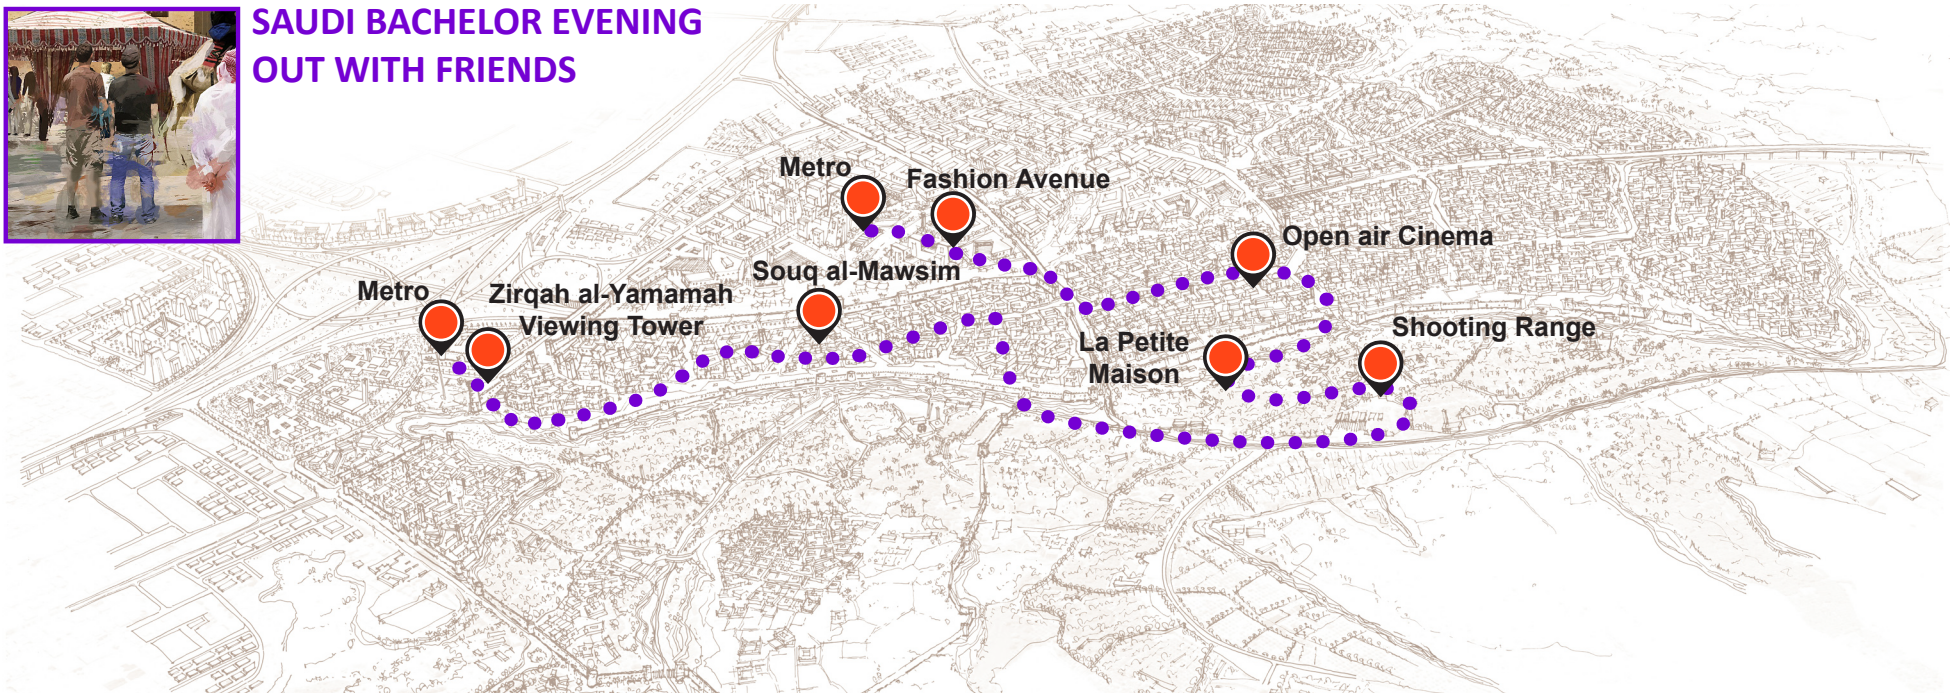 SAUDI BACHELOR EVENING
OUT WITH FRIENDS
Metro
Fashion Avenue
Open air Cinema
Souq al-Mawsim
Metro
Zirqah al-Yamamah
Viewing Tower
La Petite
Maison
Shooting Range